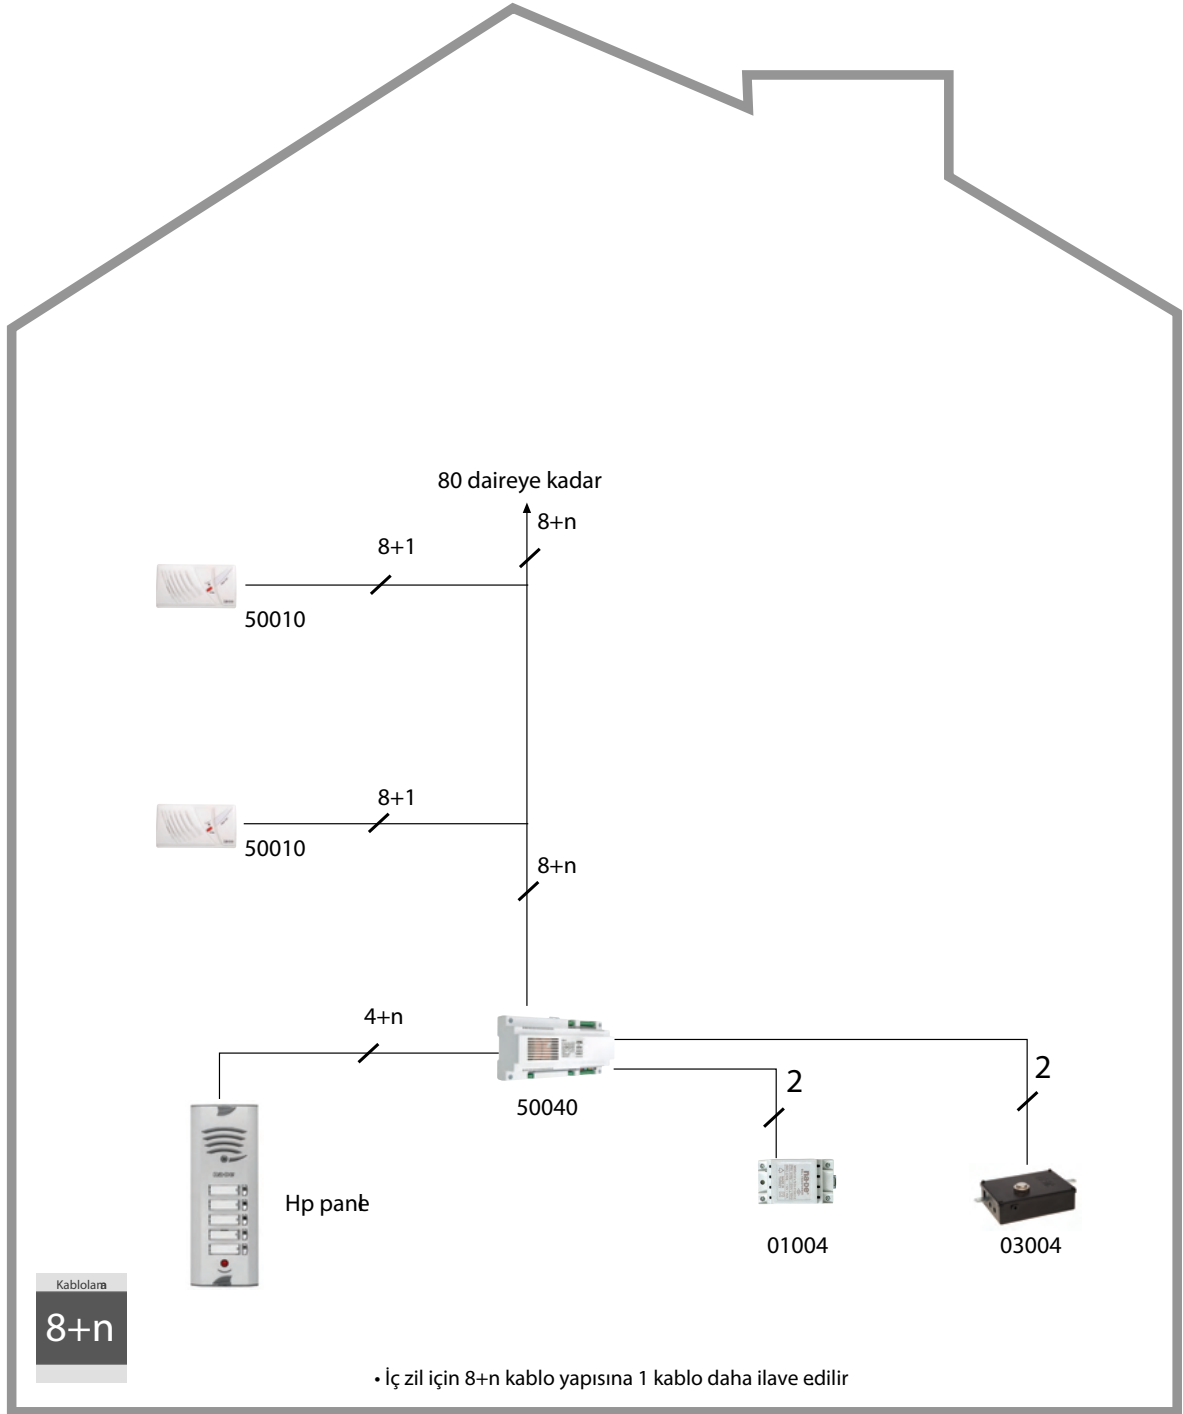 80 daireye kadar
8+n
8+1
50010
8+1
50010
8+n
4+n
50040
2
2
Hp panel
01004
03004
Kablolama
8+n
• İç zil için 8+n kablo yapısına 1 kablo daha ilave edilir